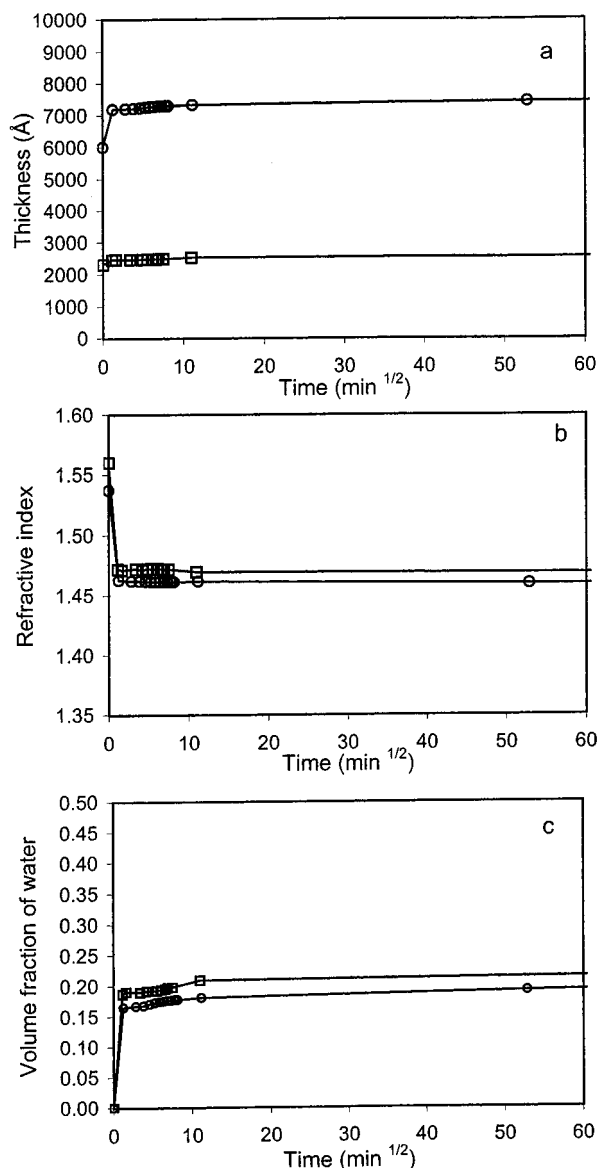 a
10000
9000
8000
7000
6000
5000
4000
3000
2000
1000
0
Thickness (Å)
0 10 20 30 40 50 60
Time (min 1/2)
b
1.60
1.55
1.50
1.45
1.40
1.35
Refractive index
0 10 20 30 40 50 60
Time (min 1/2)
c
0.50
0.45
0.40
0.35
0.30
0.25
0.20
0.15
0.10
0.05
0.00
Volume fraction of water
0 10 20 30 40 50 60
Time (min 1/2)